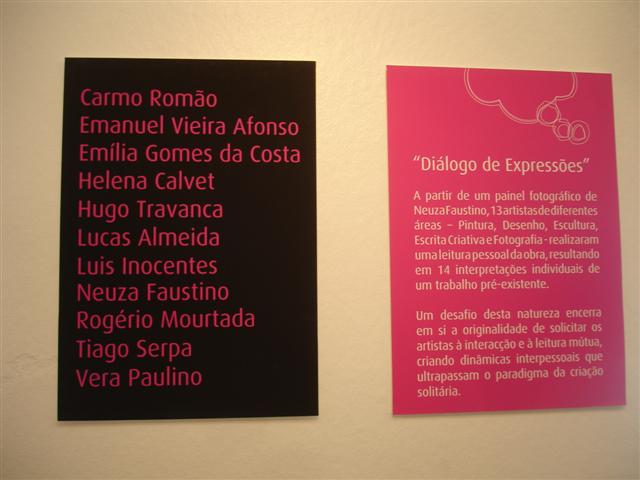 Carmo Romão
Emanuel Vieira Afonso
Emília Gomes da Costa
Helena Calvet
Hugo Travanca
Lucas Almeida
Luis Inocentes
Neuza Faustino
Rogério Mourtada
Tiago Serpa
Vera Paulino
“Diálogo de Expressões”
A partir de um painel fotográfico de
Neuza Faustino, 13 artistas de diferentes
áreas – Pintura, Desenho, Escultura,
Escrita Criativa e Fotografia - realizaram
uma leitura pessoal da obra, resultando
em 14 interpretações individuais de
um trabalho pré-existente.
Um desafio desta natureza encerra
em si a originalidade de solicitar os
artistas à interacção e à leitura mútua,
criando dinâmicas interpessoais que
ultrapassam o paradigma da criação
solitária.